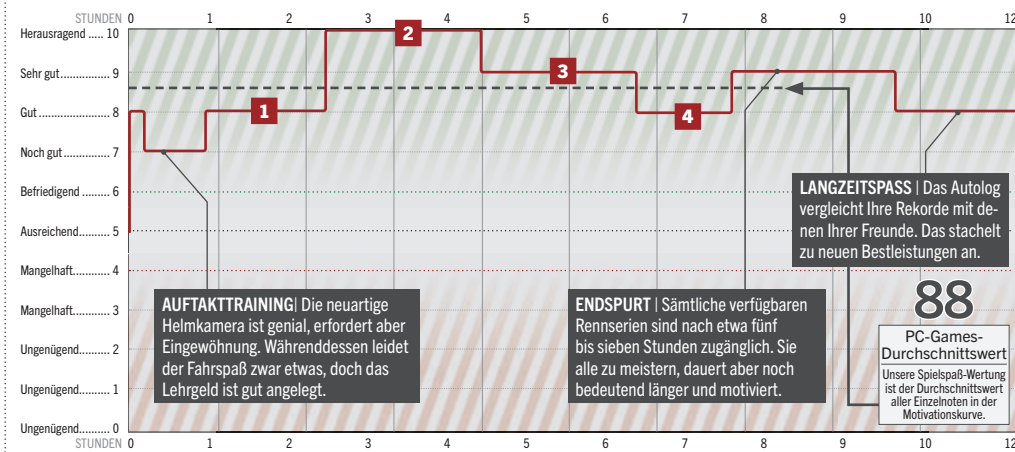 STUNDEN 0 1 2 3 4 5 6 7 8 9 10 12
Herausragend ..... 10
Sehr gut ............... 9
Gut ....................... 8
Noch gut .............. 7
Befriedigend ......... 6
Ausreichend.......... 5
Mangelhaft............ 4
Mangelhaft............ 3
Ungenügend ......... 2
Ungenügend ......... 1
Ungenügend ......... 0
STUNDEN 0 1 2 3 4 5 6 7 8 9 10 12
1
2
3
4
AUFTAKTTRAINING| Die neuartige
Helmkamera ist genial, erfordert aber
Eingewöhnung. Währenddessen leidet
der Fahrspaß zwar etwas, doch das
Lehrgeld ist gut angelegt.
ENDSPURT | Sämtliche verfügbaren
Rennserien sind nach etwa fünf
bis sieben Stunden zugänglich. Sie
alle zu meistern, dauert aber noch
bedeutend länger und motiviert.
LANGZEITSPASS | Das Autolog
vergleicht Ihre Rekorde mit de-
nen Ihrer Freunde. Das stachelt
zu neuen Bestleistungen an.
88
PC-Games-
Durchschnittswert
Unsere Spielspaß-Wertung
ist der Durchschnittswert
aller Einzelnoten in der
Motivationskurve.